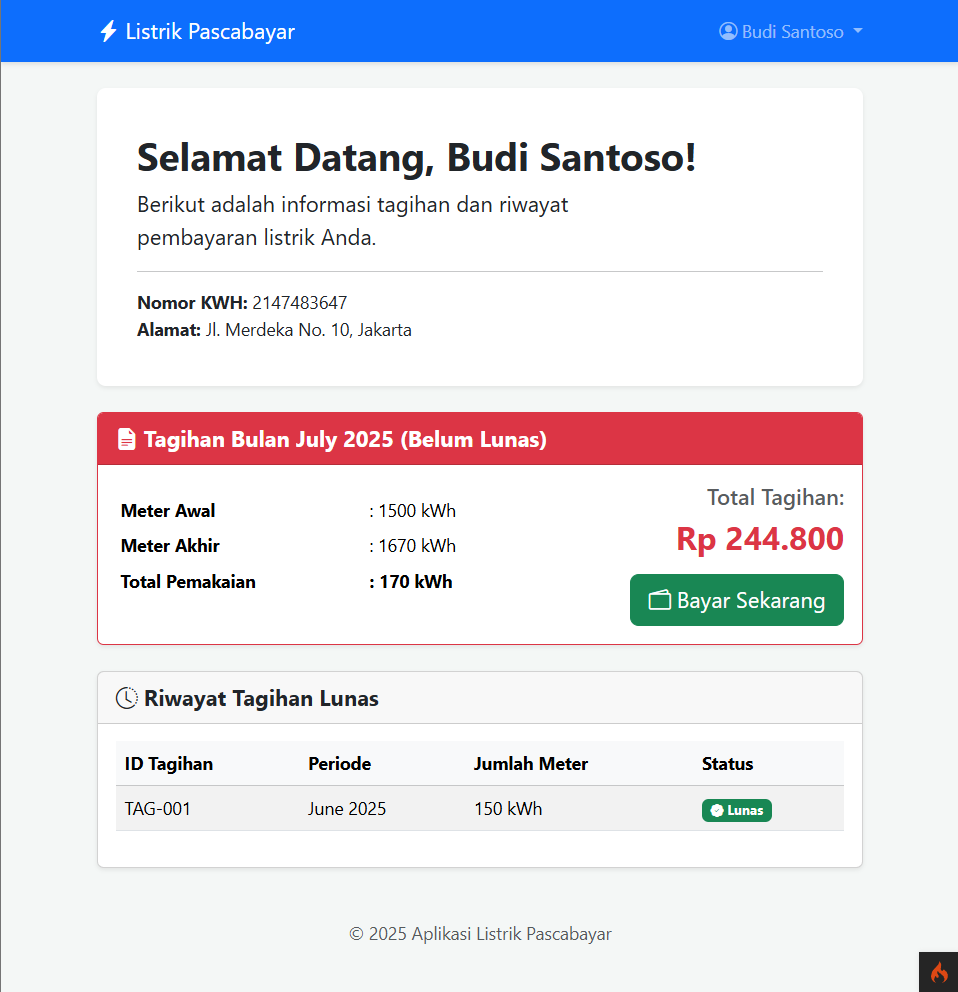 Listrik Pascabayar
Budi Santoso
Selamat Datang, Budi Santoso!
Berikut adalah informasi tagihan dan riwayat
pembayaran listrik Anda.
Nomor KWH: 2147483647
Alamat: Jl. Merdeka No. 10, Jakarta
Tagihan Bulan July 2025 (Belum Lunas)
Meter Awal : 1500 kWh
Meter Akhir : 1670 kWh
Total Pemakaian : 170 kWh
Total Tagihan:
Rp 244.800
Bayar Sekarang
Riwayat Tagihan Lunas
ID Tagihan Periode Jumlah Meter Status
TAG-001 June 2025 150 kWh Lunas
© 2025 Aplikasi Listrik Pascabayar